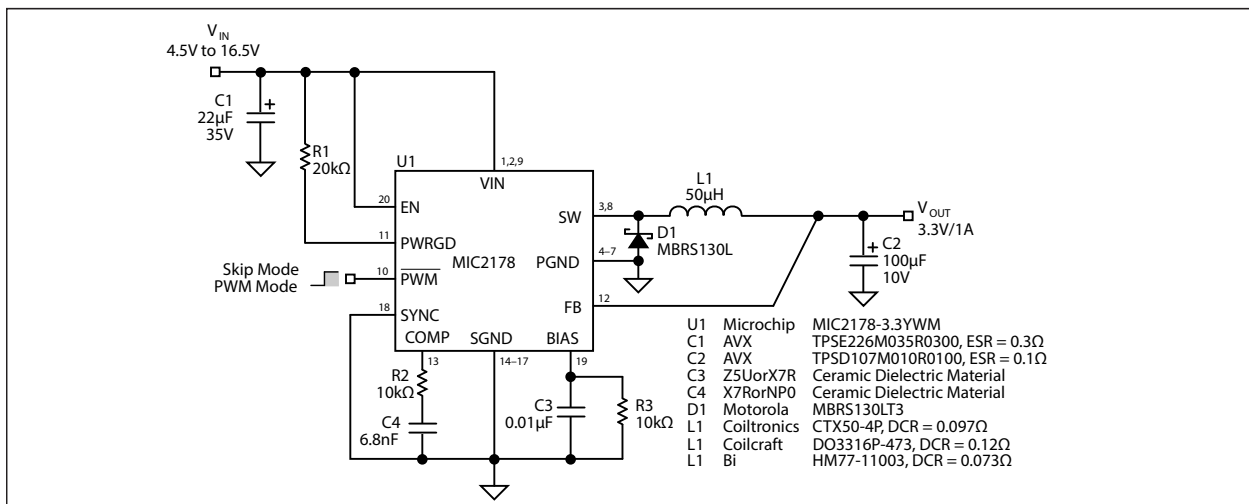 VIN
4.5V to 16.5V
C1
22µF
35V
+
R1
20kΩ
U1
1,2,9
VIN
20
EN
11
PWRGD
Skip Mode
PWM Mode
10
PWM
MIC2178
18
SYNC
COMP
SGND
BIAS
13
14–17
19
SW
3,8
PGND
4–7
FB
12
L1
50µH
D1
MBRS130L
VOUT
3.3V/1A
+
C2
100µF
10V
R2
10kΩ
C4
6.8nF
C3
0.01µF
R3
10kΩ
U1 Microchip MIC2178-3.3YWM
C1 AVX TPSE226M035R0300, ESR = 0.3Ω
C2 AVX TPSD107M010R0100, ESR = 0.1Ω
C3 Z5UorX7R Ceramic Dielectric Material
C4 X7RorNP0 Ceramic Dielectric Material
D1 Motorola MBRS130LT3
L1 Coiltronics CTX50-4P, DCR = 0.097Ω
L1 Coilcraft DO3316P-473, DCR = 0.12Ω
L1 Bi HM77-11003, DCR = 0.073Ω